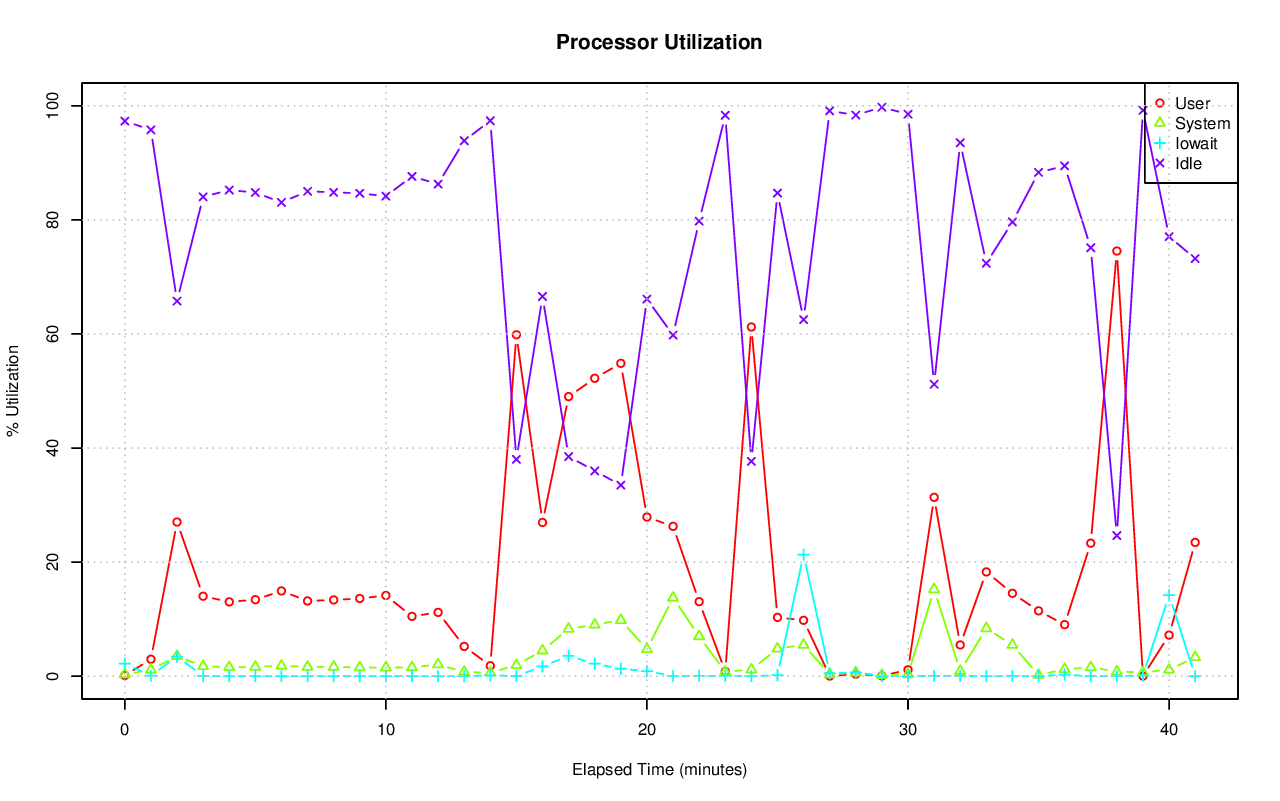 Processor Utilization
User
System
Iowait
Idle
100
80
60
40
20
0
% Utilization
0 10 20 30 40
Elapsed Time (minutes)